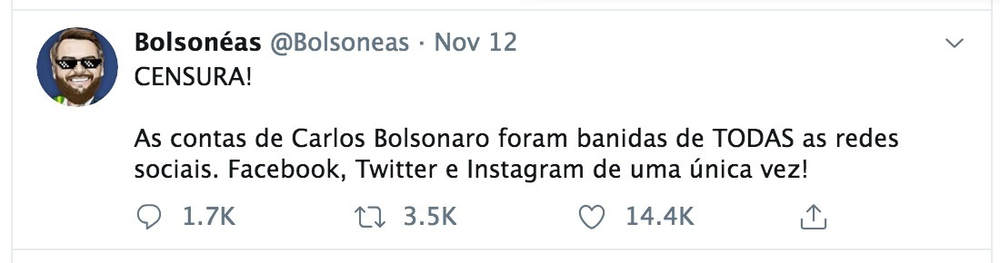 Bolsonéas @Bolsoneas · Nov 12
CENSURA!
As contas de Carlos Bolsonaro foram banidas de TODAS as redes
sociais. Facebook, Twitter e Instagram de uma única vez!
1.7K 3.5K 14.4K